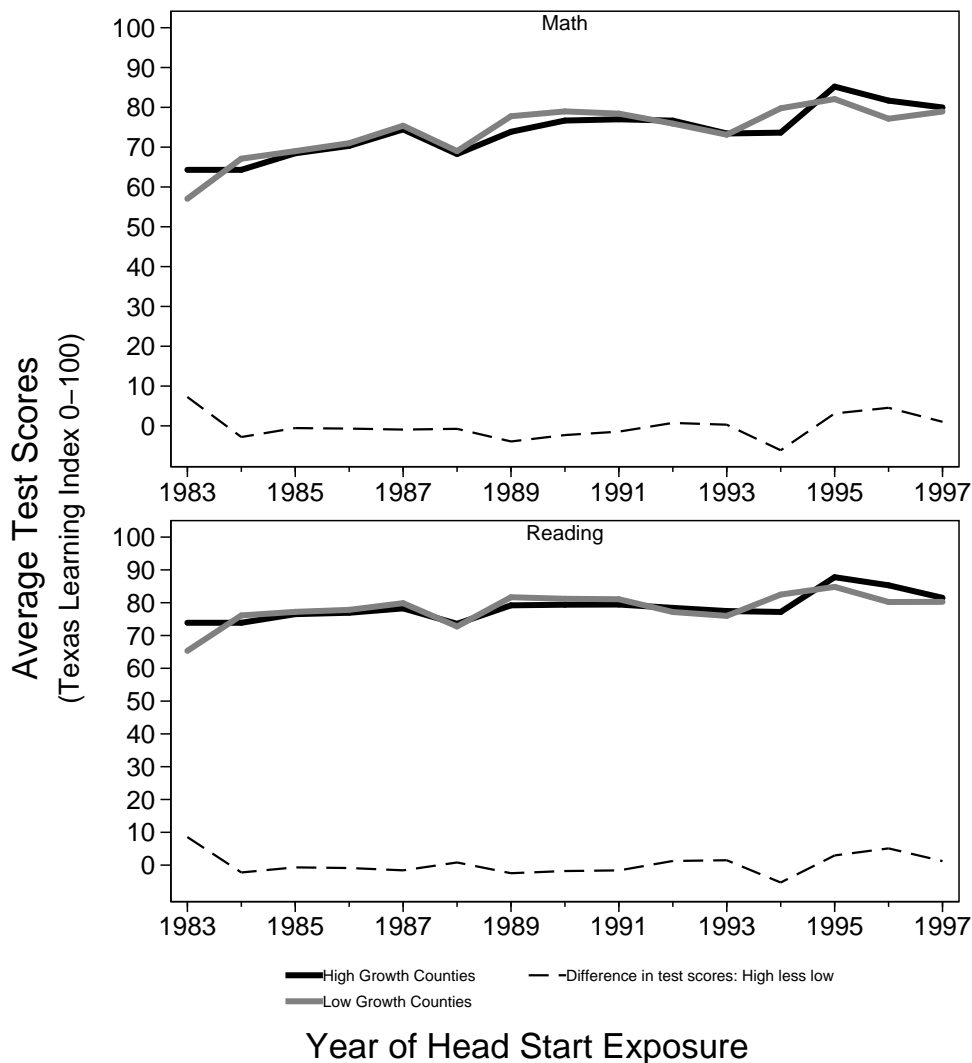 Math
100
90
80
70
60
50
40
30
20
10
0
1983 1985 1987 1989 1991 1993 1995 1997
Reading
100
90
80
70
60
50
40
30
20
10
0
1983 1985 1987 1989 1991 1993 1995 1997
Average Test Scores
(Texas Learning Index 0−100)
High Growth Counties Difference in test scores: High less low
Low Growth Counties
Year of Head Start Exposure